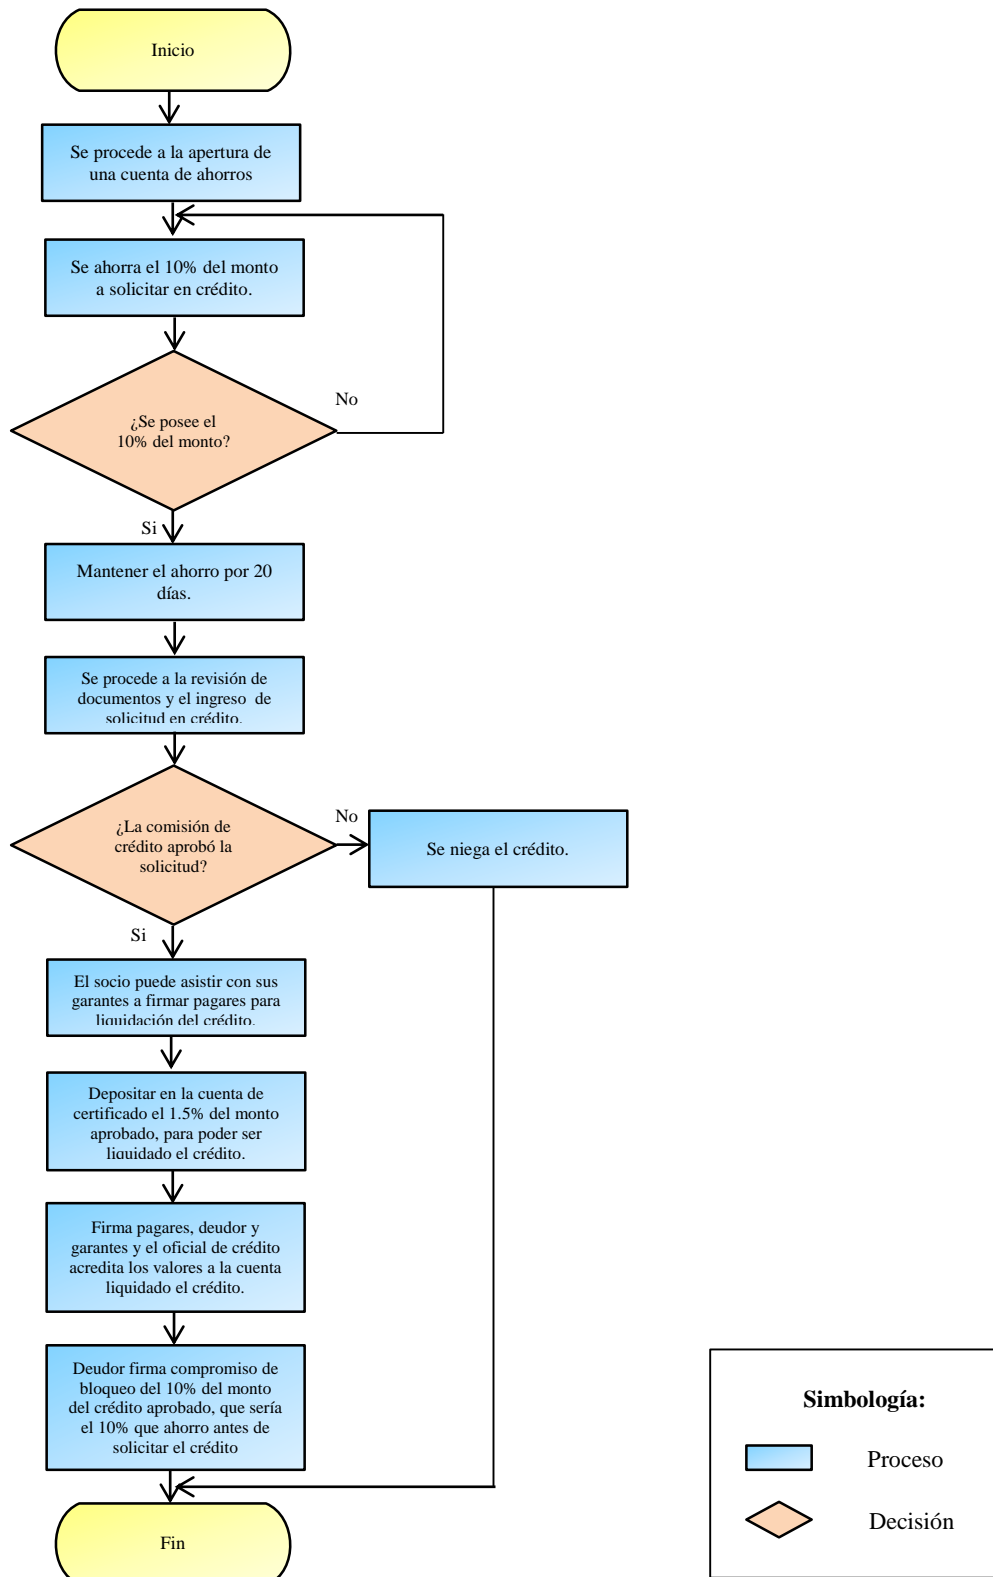 Inicio
Se procede a la apertura de
una cuenta de ahorros
Se ahorra el 10% del monto
a solicitar en crédito.
¿Se posee el
10% del monto?
No
Si
Mantener el ahorro por 20
días.
Se procede a la revisión de
documentos y el ingreso de
solicitud en crédito.
¿La comisión de
crédito aprobó la
solicitud?
No
Se niega el crédito.
Si
El socio puede asistir con sus
garantes a firmar pagares para
liquidación del crédito.
Depositar en la cuenta de
certificado el 1.5% del monto
aprobado, para poder ser
liquidado el crédito.
Firma pagares, deudor y
garantes y el oficial de crédito
acredita los valores a la cuenta
liquidado el crédito.
Deudor firma compromiso de
bloqueo del 10% del monto
del crédito aprobado, que sería
el 10% que ahorro antes de
solicitar el crédito
Fin
Simbología:
Proceso
Decisión